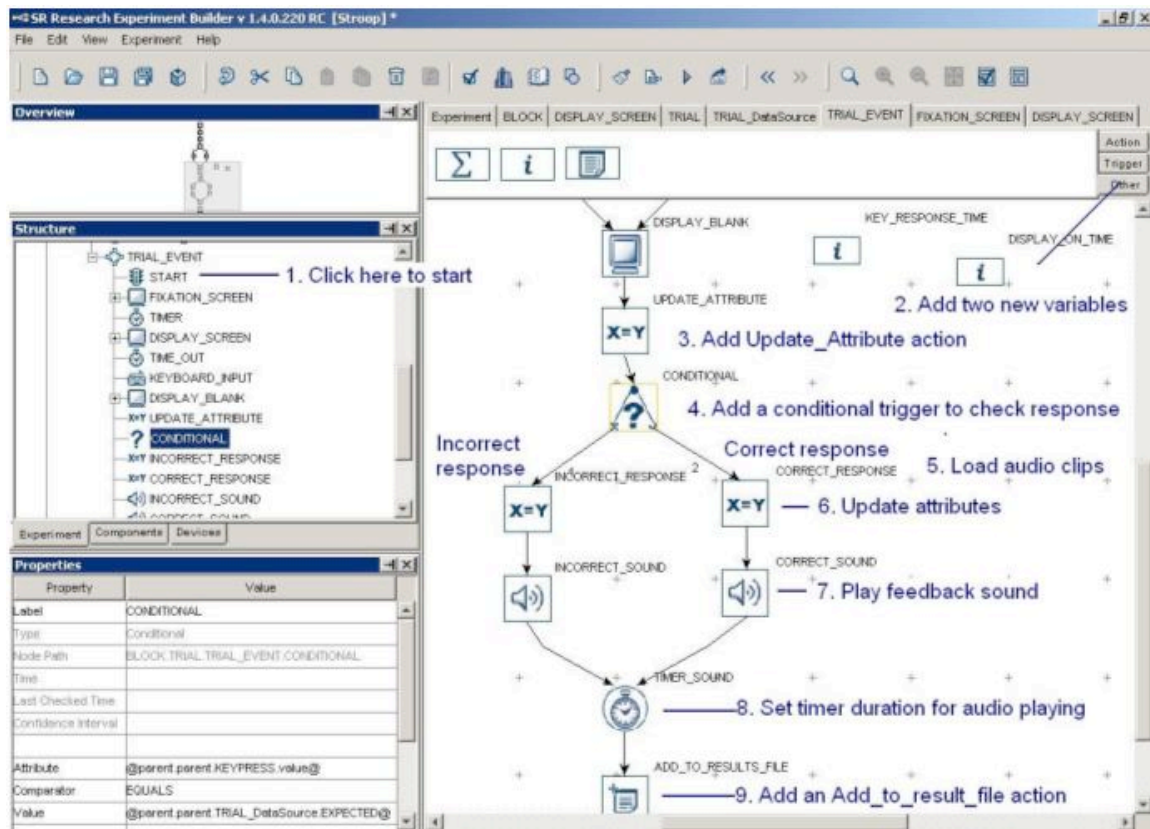 SR Research Experiment Builder v 1.4.0.220 RC [Stroop] *
File Edit View Experiment Help
Overview
Structure
TRIAL_EVENT
START
FIXATION_SCREEN
TIMER
DISPLAY_SCREEN
TIME_OUT
KEYBOARD_INPUT
DISPLAY_BLANK
X=Y UPDATE_ATTRIBUTE
? CONDITIONAL
X=Y INCORRECT_RESPONSE
X=Y CORRECT_RESPONSE
INCORRECT_SOUND
CORRECT_SOUND
Experiment Components Devices
Properties
Property Value
Label CONDITIONAL
Type Conditional
Node Path BLOCK.TRIAL.TRIAL_EVENT.CONDITIONAL
Time
Last Checked Time
Confidence Interval
Attribute @parent.parent.KEYPRESS.value@
Comparator EQUALS
Value @parent.parent.TRIAL_DataSource.EXPECTED@
Experiment BLOCK DISPLAY_SCREEN TRIAL TRIAL_DataSource TRIAL_EVENT FIXATION_SCREEN DISPLAY_SCREEN
Action
Trigger
Other
Σ i
DISPLAY_BLANK
KEY_RESPONSE_TIME
i
DISPLAY_ON_TIME
i
1. Click here to start
2. Add two new variables
UPDATE_ATTRIBUTE
X=Y
3. Add Update_Attribute action
CONDITIONAL
?
4. Add a conditional trigger to check response
Incorrect
response
Correct response
5. Load audio clips
INCORRECT_RESPONSE
2
CORRECT_RESPONSE
X=Y
X=Y
6. Update attributes
INCORRECT_SOUND
CORRECT_SOUND
7. Play feedback sound
TIMER_SOUND
8. Set timer duration for audio playing
ADD_TO_RESULTS_FILE
9. Add an Add_to_result_file action